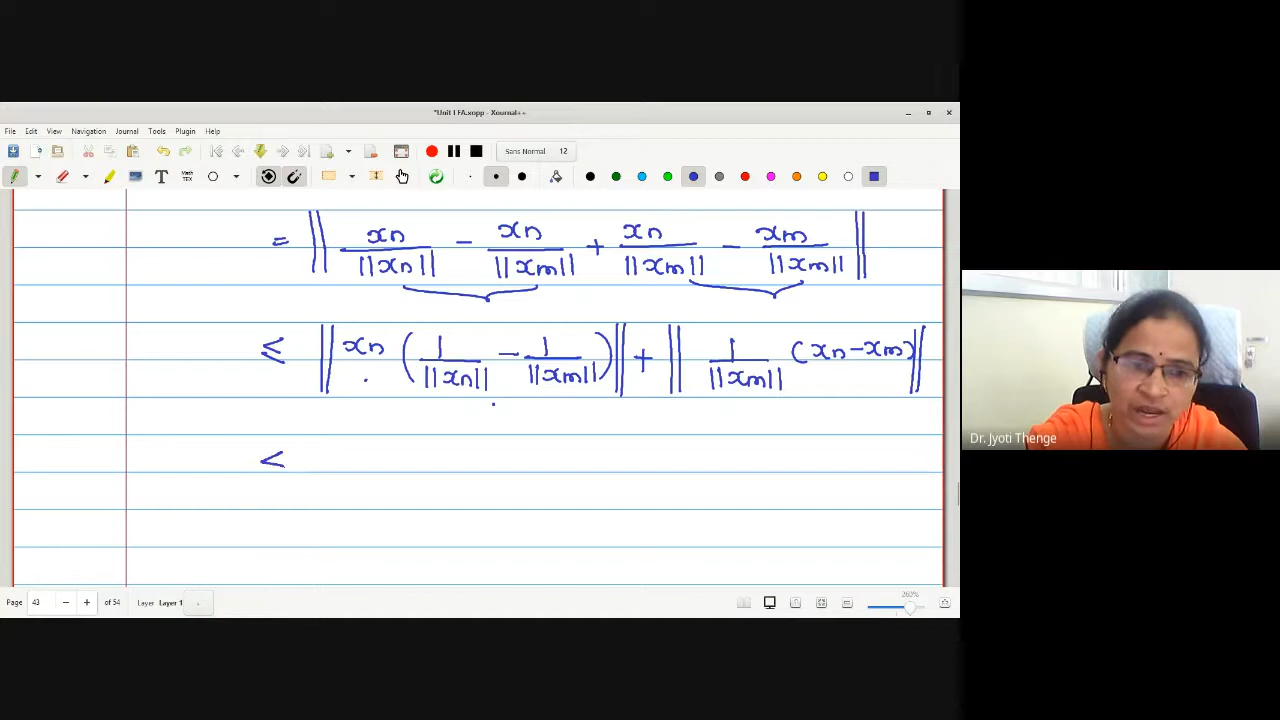 *Unit I FA.xopp - Xournal++
File Edit View Navigation Journal Tools Plugin Help
Sans Normal 12
= || xn/||xn|| - xn/||xm|| + xn/||xm|| - xm/||xm|| ||
≤ || xn (1/||xn|| - 1/||xm||) || + || 1/||xm|| (xn-xm) ||
<
Dr. Jyoti Thenge
Page 43 of 54 Layer Layer 1 260%